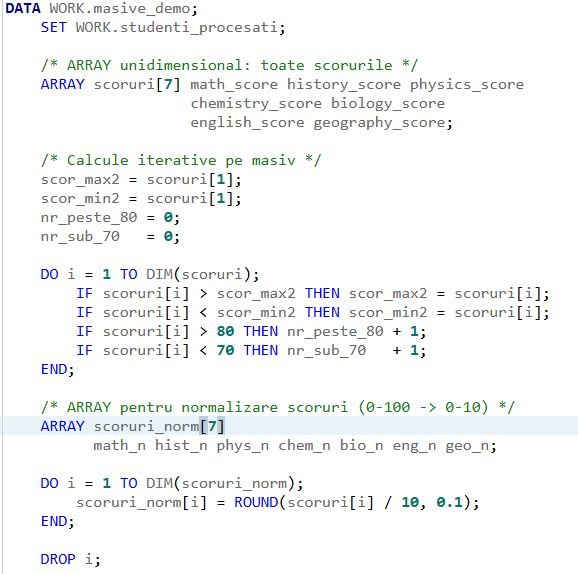 DATA WORK.masive_demo;
    SET WORK.studenti_procesati;

    /* ARRAY unidimensional: toate scorurile */
    ARRAY scoruri[7] math_score history_score physics_score
                     chemistry_score biology_score
                     english_score geography_score;

    /* Calcule iterative pe masiv */
    scor_max2 = scoruri[1];
    scor_min2 = scoruri[1];
    nr_peste_80 = 0;
    nr_sub_70   = 0;

    DO i = 1 TO DIM(scoruri);
        IF scoruri[i] > scor_max2 THEN scor_max2 = scoruri[i];
        IF scoruri[i] < scor_min2 THEN scor_min2 = scoruri[i];
        IF scoruri[i] > 80 THEN nr_peste_80 + 1;
        IF scoruri[i] < 70 THEN nr_sub_70   + 1;
    END;

    /* ARRAY pentru normalizare scoruri (0-100 -> 0-10) */
    ARRAY scoruri_norm[7]
          math_n hist_n phys_n chem_n bio_n eng_n geo_n;

    DO i = 1 TO DIM(scoruri_norm);
        scoruri_norm[i] = ROUND(scoruri[i] / 10, 0.1);
    END;

    DROP i;